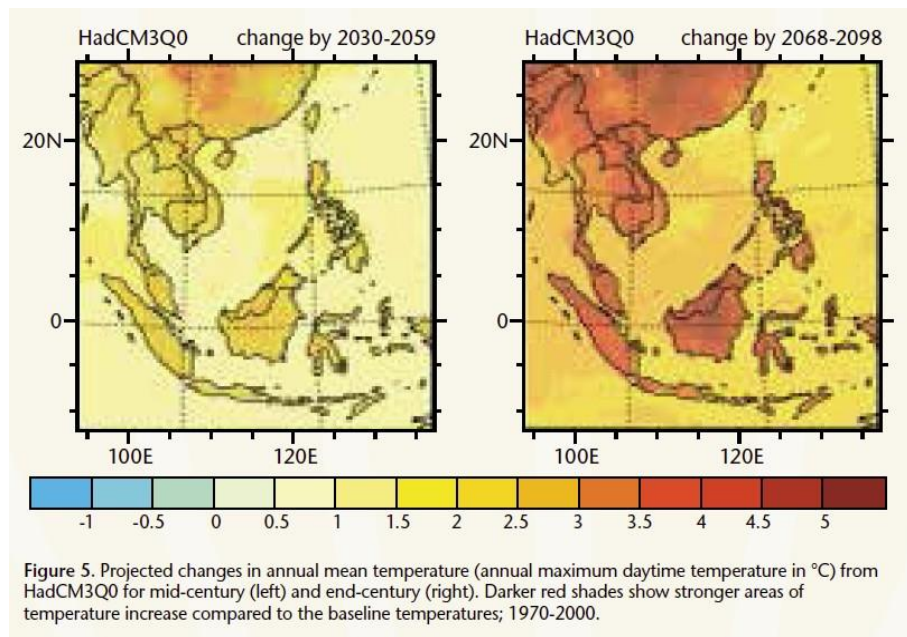 HadCM3Q0 change by 2030-2059
HadCM3Q0 change by 2068-2098
20N
0
100E 120E
20N
0
100E 120E
-1 -0.5 0 0.5 1 1.5 2 2.5 3 3.5 4 4.5 5
Figure 5. Projected changes in annual mean temperature (annual maximum daytime temperature in °C) from
HadCM3Q0 for mid-century (left) and end-century (right). Darker red shades show stronger areas of
temperature increase compared to the baseline temperatures; 1970-2000.